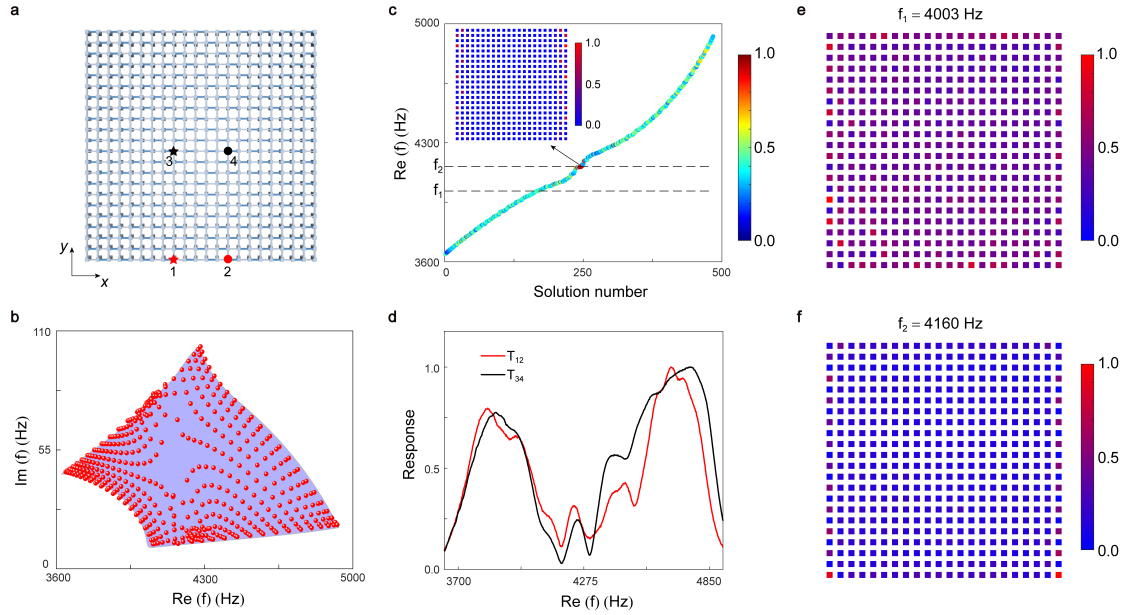 a
y
x
3
4
1
2
b
110
55
0
Im (f) (Hz)
3600
4300
5000
Re (f) (Hz)
c
5000
4300
f₂
f₁
3600
Re (f) (Hz)
0
250
500
Solution number
1.0
0.5
0.0
1.0
0.5
0.0
d
T₁₂
T₃₄
1.0
0.5
0.0
Response
3700
4275
4850
Re (f) (Hz)
e
f₁ = 4003 Hz
1.0
0.5
0.0
f
f₂ = 4160 Hz
1.0
0.5
0.0